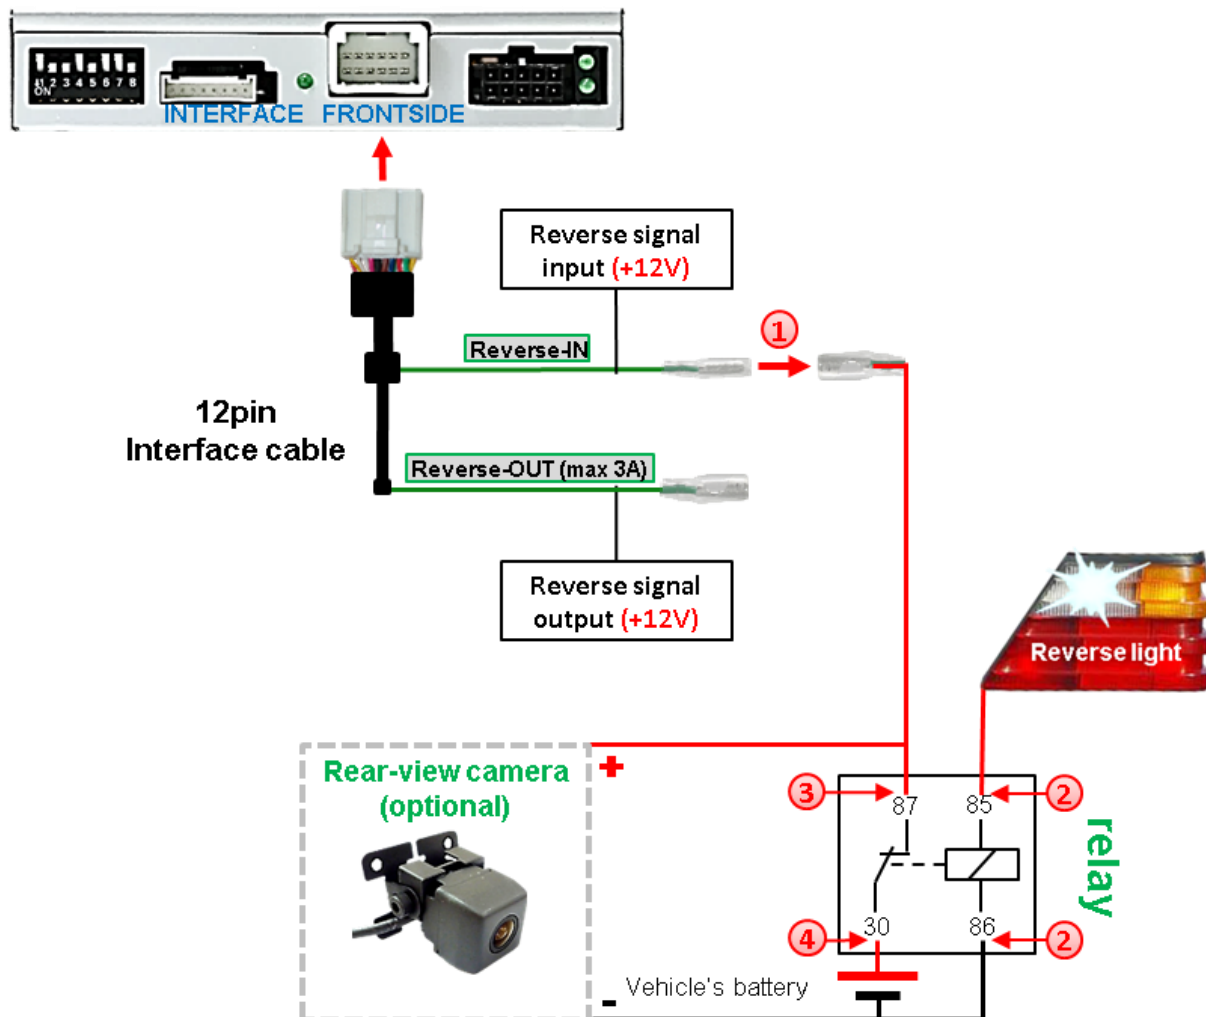 1 2 3 4 5 6 7 8
ON
INTERFACE
FRONTSIDE
Reverse signal
input (+12V)
1
Reverse-IN
12pin
Interface cable
Reverse-OUT (max 3A)
Reverse signal
output (+12V)
Reverse light
Rear-view camera
(optional)
+
3
87
85
2
relay
4
30
86
2
-
Vehicle's battery